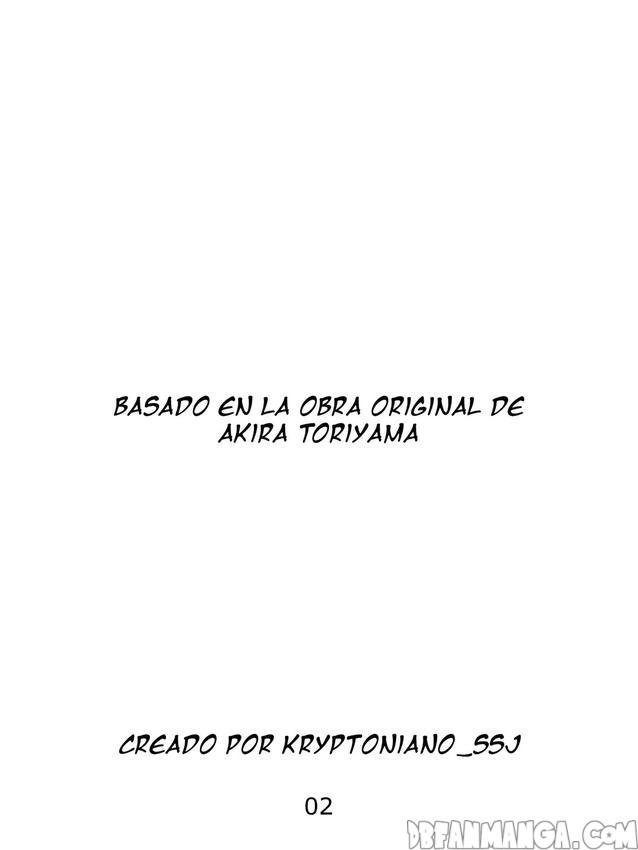 BASADO EN LA OBRA ORIGINAL DE
AKIRA TORIYAMA
CREADO POR KRYPTONIANO_SSJ
02
DBFANMANGA.COM